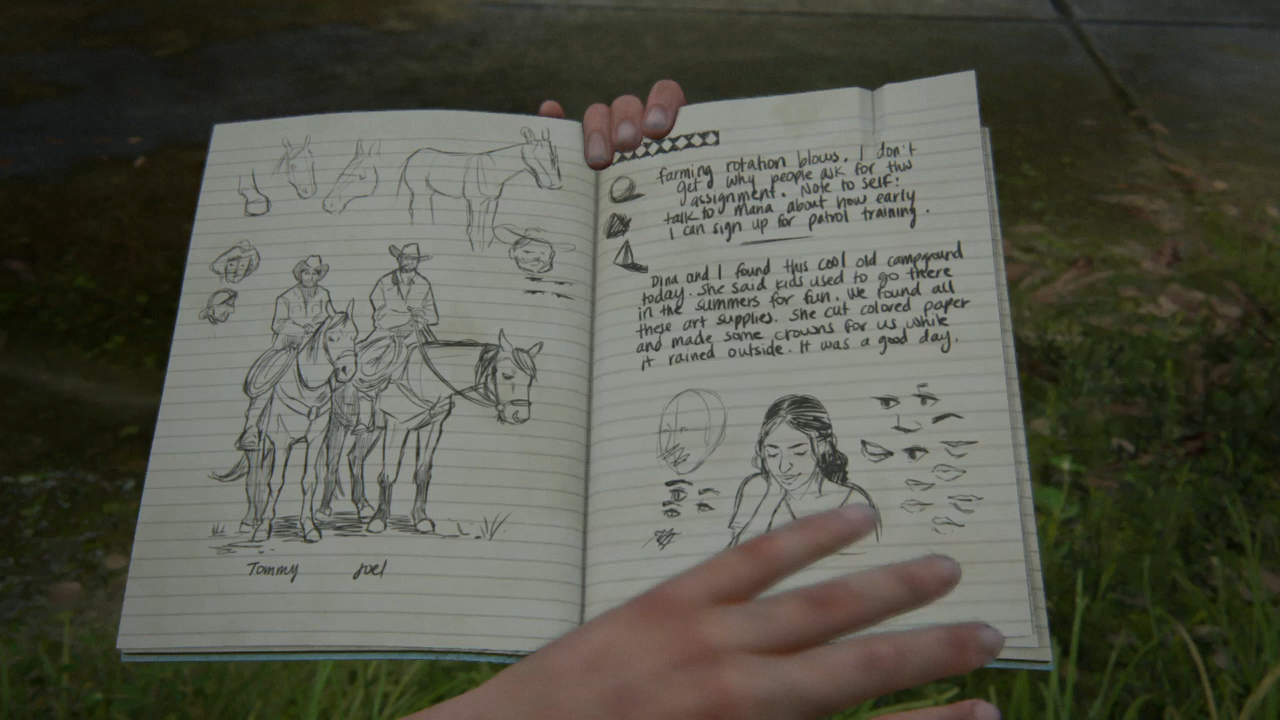 Tommy Joel
farming rotation blows. I don't
get why people ask for this
assignment. Note to self:
talk to Maria about how early
I can sign up for patrol training.
Dina and I found this cool old campground
today. She said kids used to go there
in the summers for fun. We found all
these art supplies. She cut colored paper
and made some crowns for us while
it rained outside. It was a good day.